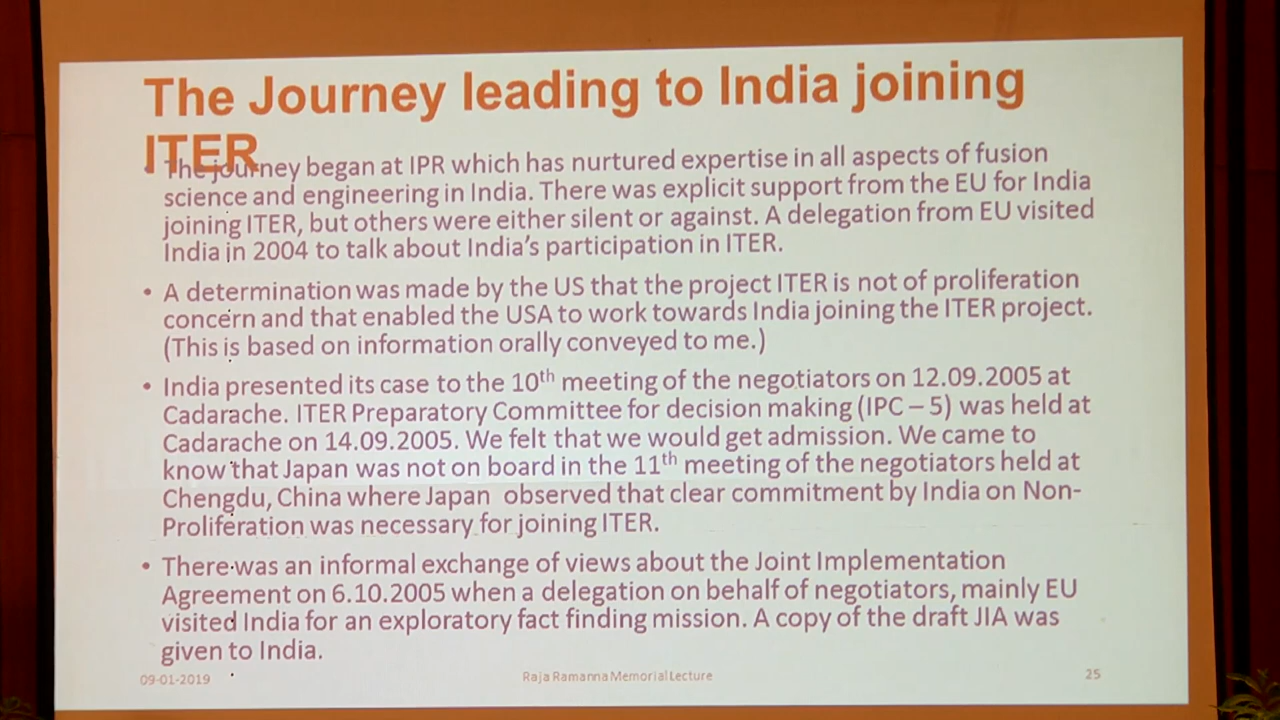 The Journey leading to India joining
ITER
• The journey began at IPR which has nurtured expertise in all aspects of fusion
science and engineering in India. There was explicit support from the EU for India
joining ITER, but others were either silent or against. A delegation from EU visited
India in 2004 to talk about India's participation in ITER.
• A determination was made by the US that the project ITER is not of proliferation
concern and that enabled the USA to work towards India joining the ITER project.
(This is based on information orally conveyed to me.)
• India presented its case to the 10th meeting of the negotiators on 12.09.2005 at
Cadarache. ITER Preparatory Committee for decision making (IPC – 5) was held at
Cadarache on 14.09.2005. We felt that we would get admission. We came to
know that Japan was not on board in the 11th meeting of the negotiators held at
Chengdu, China where Japan observed that clear commitment by India on Non-
Proliferation was necessary for joining ITER.
• There was an informal exchange of views about the Joint Implementation
Agreement on 6.10.2005 when a delegation on behalf of negotiators, mainly EU
visited India for an exploratory fact finding mission. A copy of the draft JIA was
given to India.
09-01-2019 Raja Ramanna Memorial Lecture 25